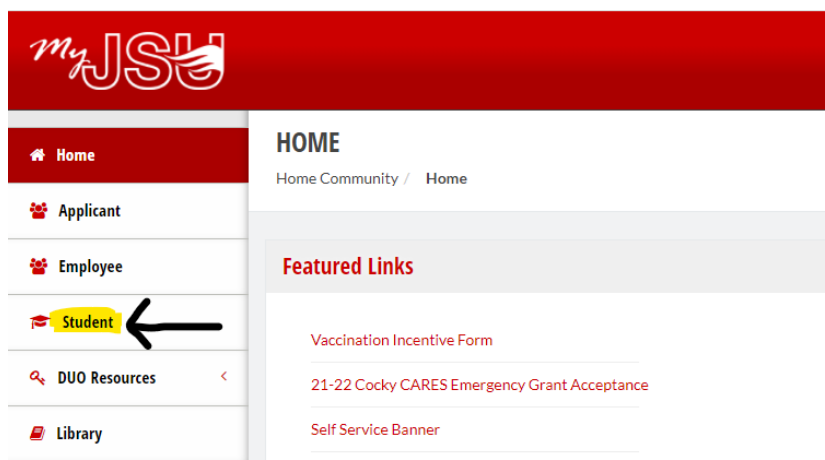 myJSU
Home
Applicant
Employee
Student
DUO Resources
Library
HOME
Home Community / Home
Featured Links
Vaccination Incentive Form
21-22 Cocky CARES Emergency Grant Acceptance
Self Service Banner